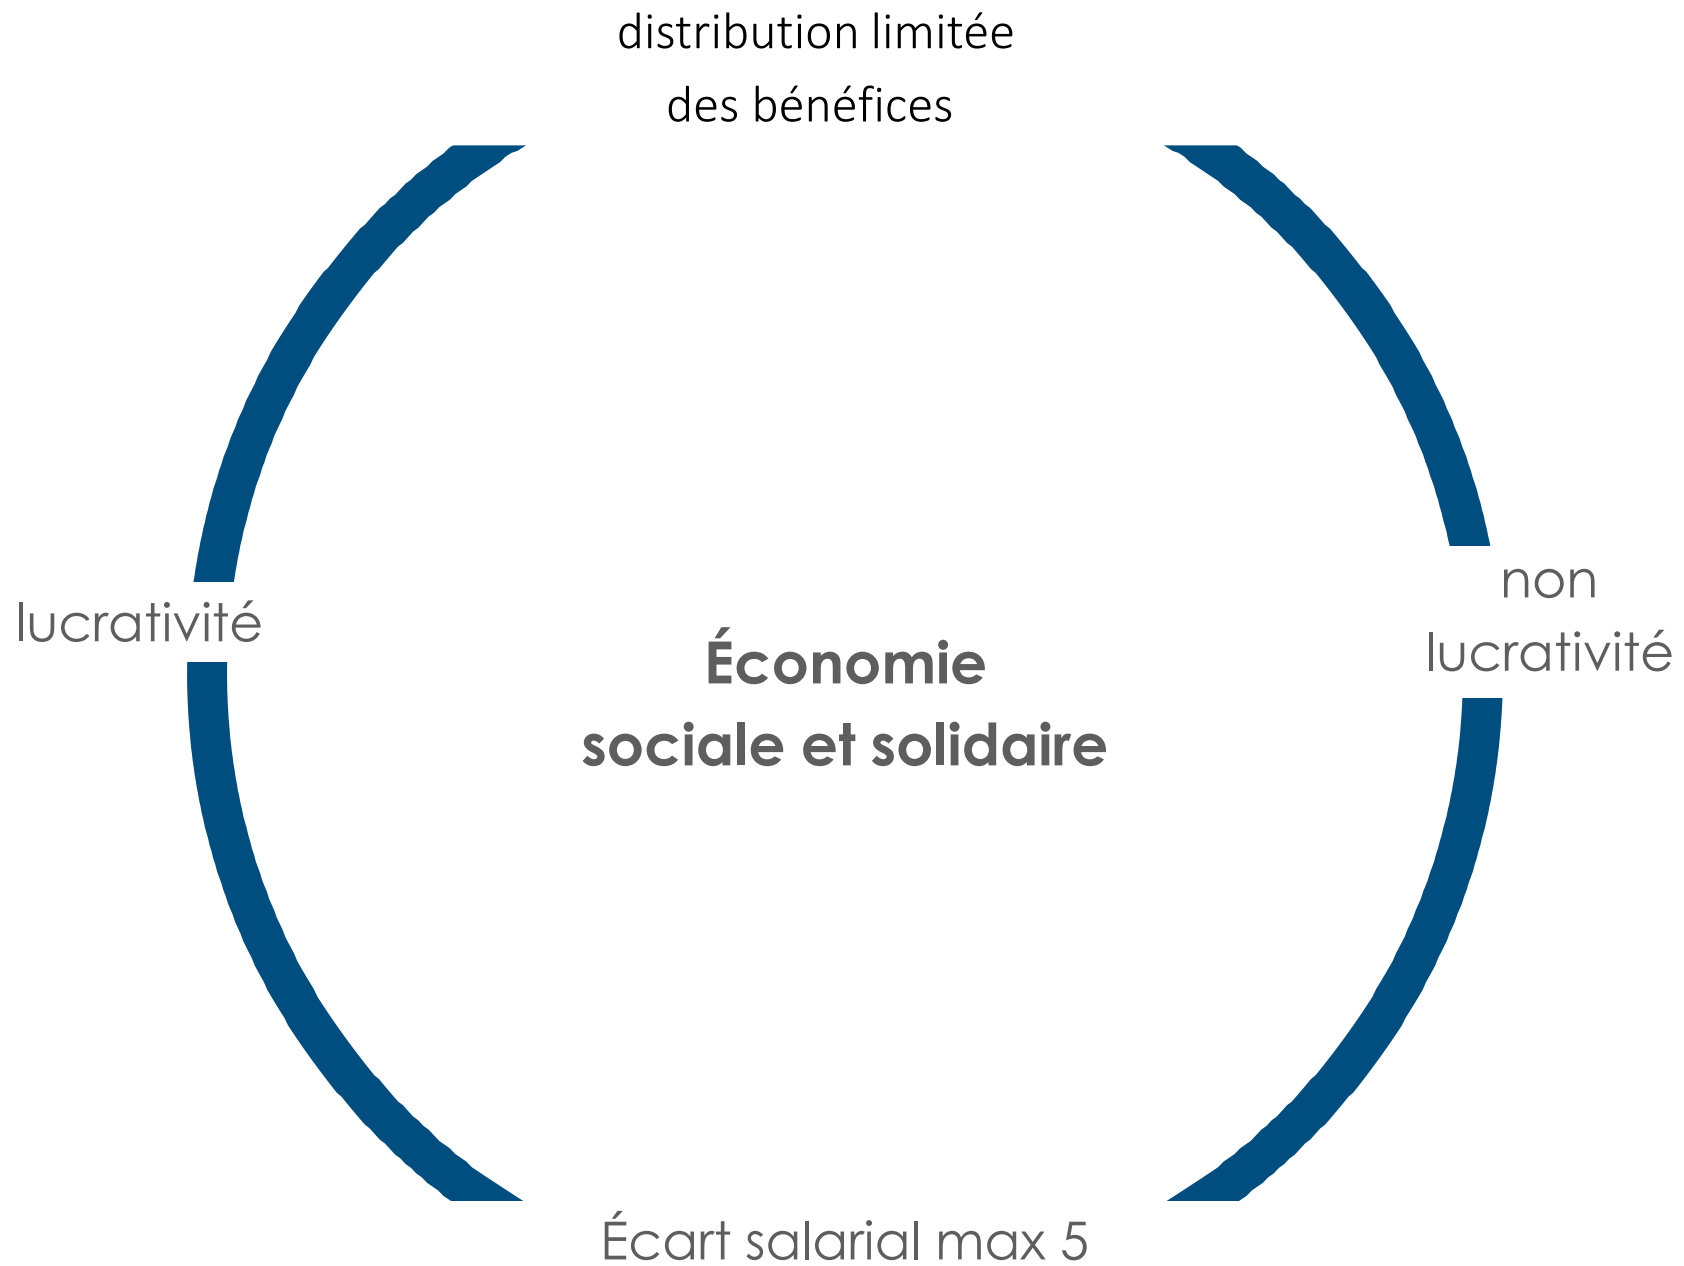 distribution limitée
des bénéfices
lucrativité
non
lucrativité
Économie
sociale et solidaire
Écart salarial max 5